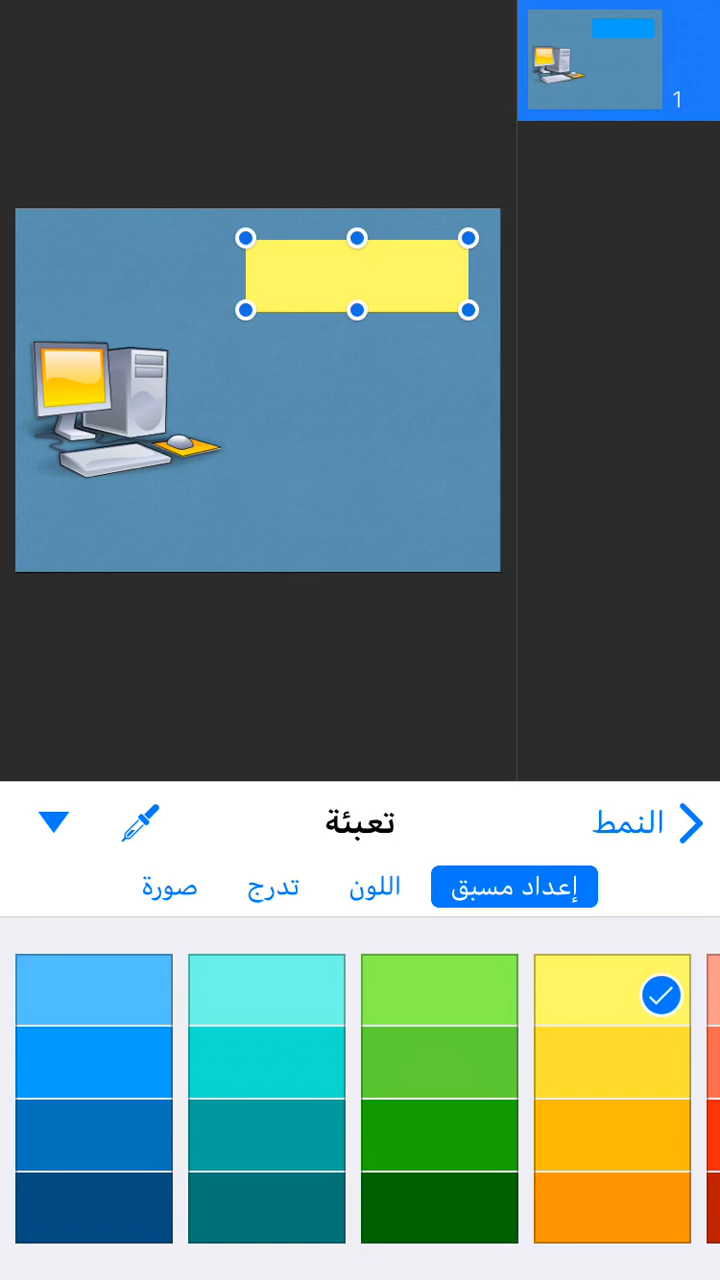 1
النمط
تعبئة
إعداد مسبق
اللون
تدرج
صورة